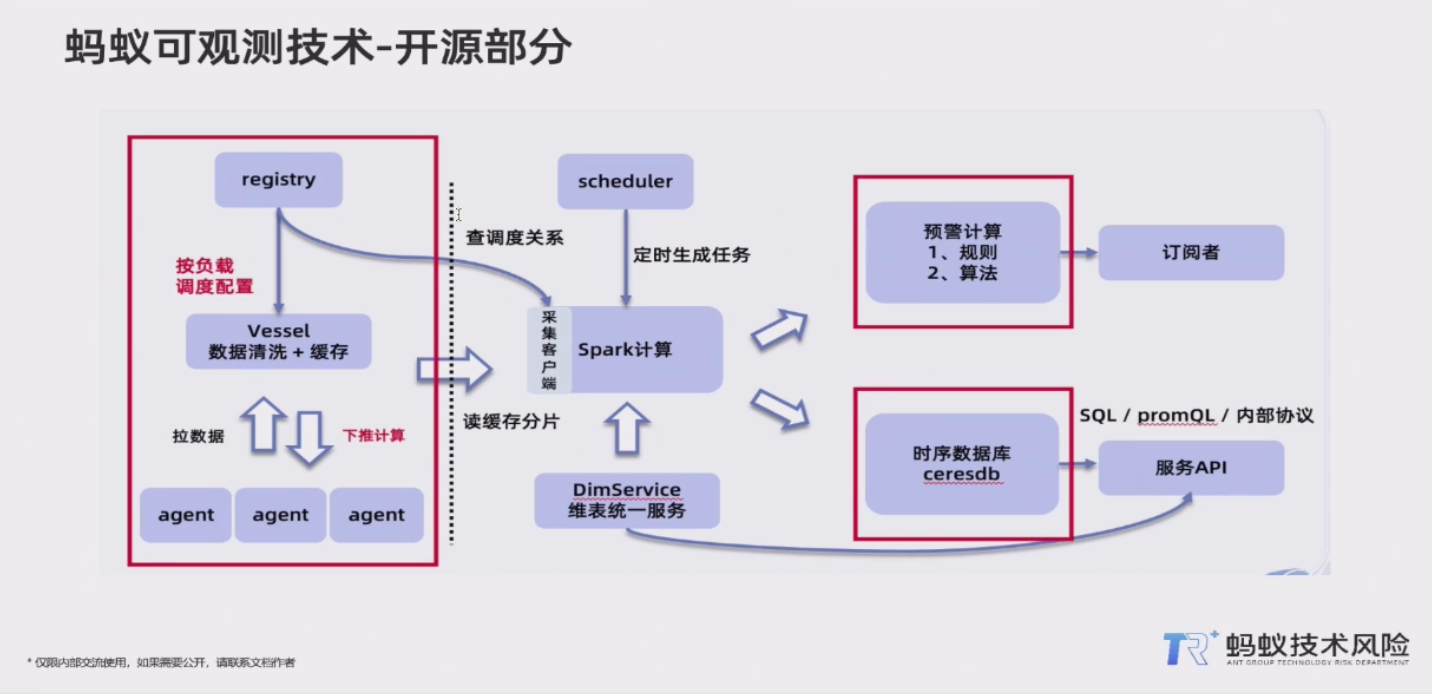 蚂蚁可观测技术-开源部分
registry
scheduler
查调度关系
定时生成任务
按负载
调度配置
Vessel
数据清洗 + 缓存
采集客户端
Spark计算
预警计算
1、规则
2、算法
订阅者
拉数据
下推计算
读缓存分片
agent
agent
agent
DimService
维表统一服务
时序数据库
ceresdb
SQL / promQL / 内部协议
服务API
* 仅限内部交流使用，如果需要公开，请联系文档作者
TR+
蚂蚁技术风险
ANT GROUP TECHNOLOGY RISK DEPARTMENT